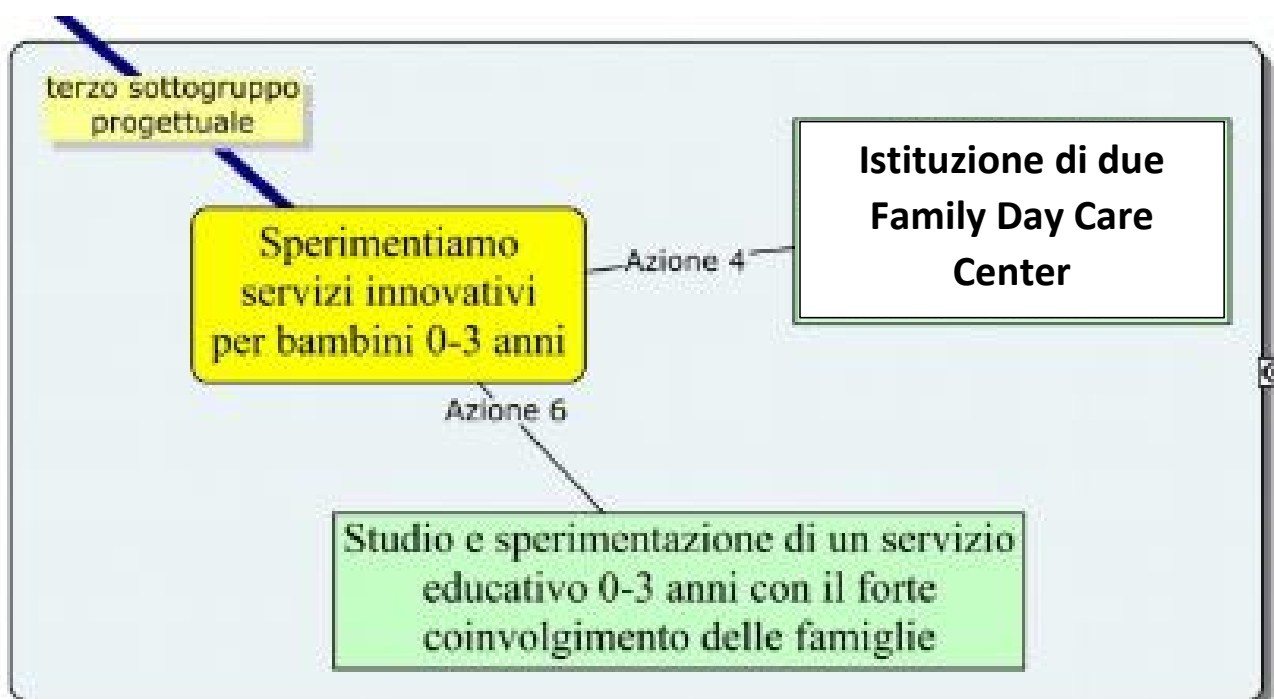 terzo sottogruppo
progettuale
Istituzione di due
Family Day Care
Center
Sperimentiamo
servizi innovativi
per bambini 0-3 anni
Azione 4
Azione 6
Studio e sperimentazione di un servizio
educativo 0-3 anni con il forte
coinvolgimento delle famiglie